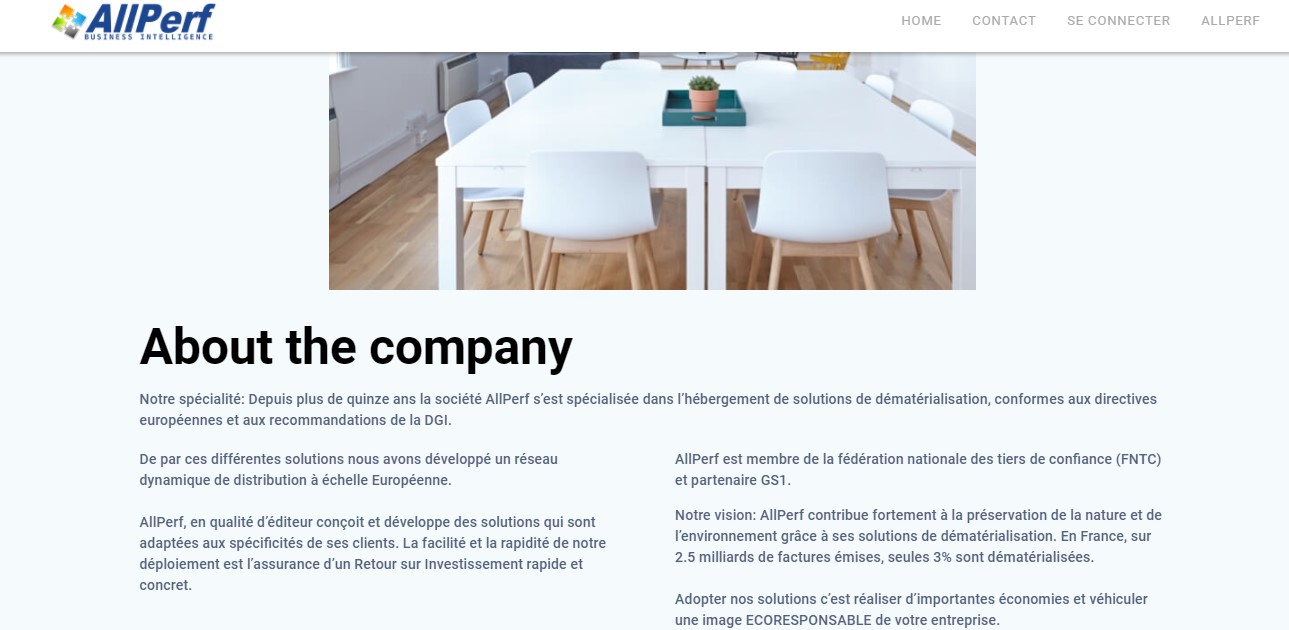 AllPerf
BUSINESS INTELLIGENCE
HOME CONTACT SE CONNECTER ALLPERF
About the company
Notre spécialité: Depuis plus de quinze ans la société AllPerf s’est spécialisée dans l’hébergement de solutions de dématérialisation, conformes aux directives
européennes et aux recommandations de la DGI.
De par ces différentes solutions nous avons développé un réseau
dynamique de distribution à échelle Européenne.
AllPerf, en qualité d’éditeur conçoit et développe des solutions qui sont
adaptées aux spécificités de ses clients. La facilité et la rapidité de notre
déploiement est l’assurance d’un Retour sur Investissement rapide et
concret.
AllPerf est membre de la fédération nationale des tiers de confiance (FNTC)
et partenaire GS1.
Notre vision: AllPerf contribue fortement à la préservation de la nature et de
l’environnement grâce à ses solutions de dématérialisation. En France, sur
2.5 milliards de factures émises, seules 3% sont dématérialisées.
Adopter nos solutions c’est réaliser d’importantes économies et véhiculer
une image ECORESPONSABLE de votre entreprise.